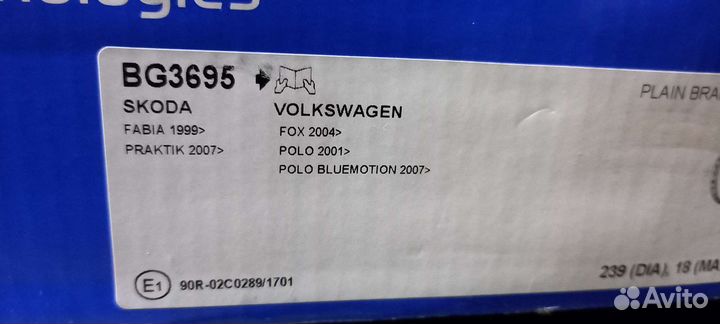 BG3695
PLAIN BRA
SKODA
VOLKSWAGEN
FABIA 1999>
FOX 2004>
PRAKTIK 2007>
POLO 2001>
POLO BLUEMOTION 2007>
E1 90R-02C0289/1701
239 (DIA), 18 (MA
Avito